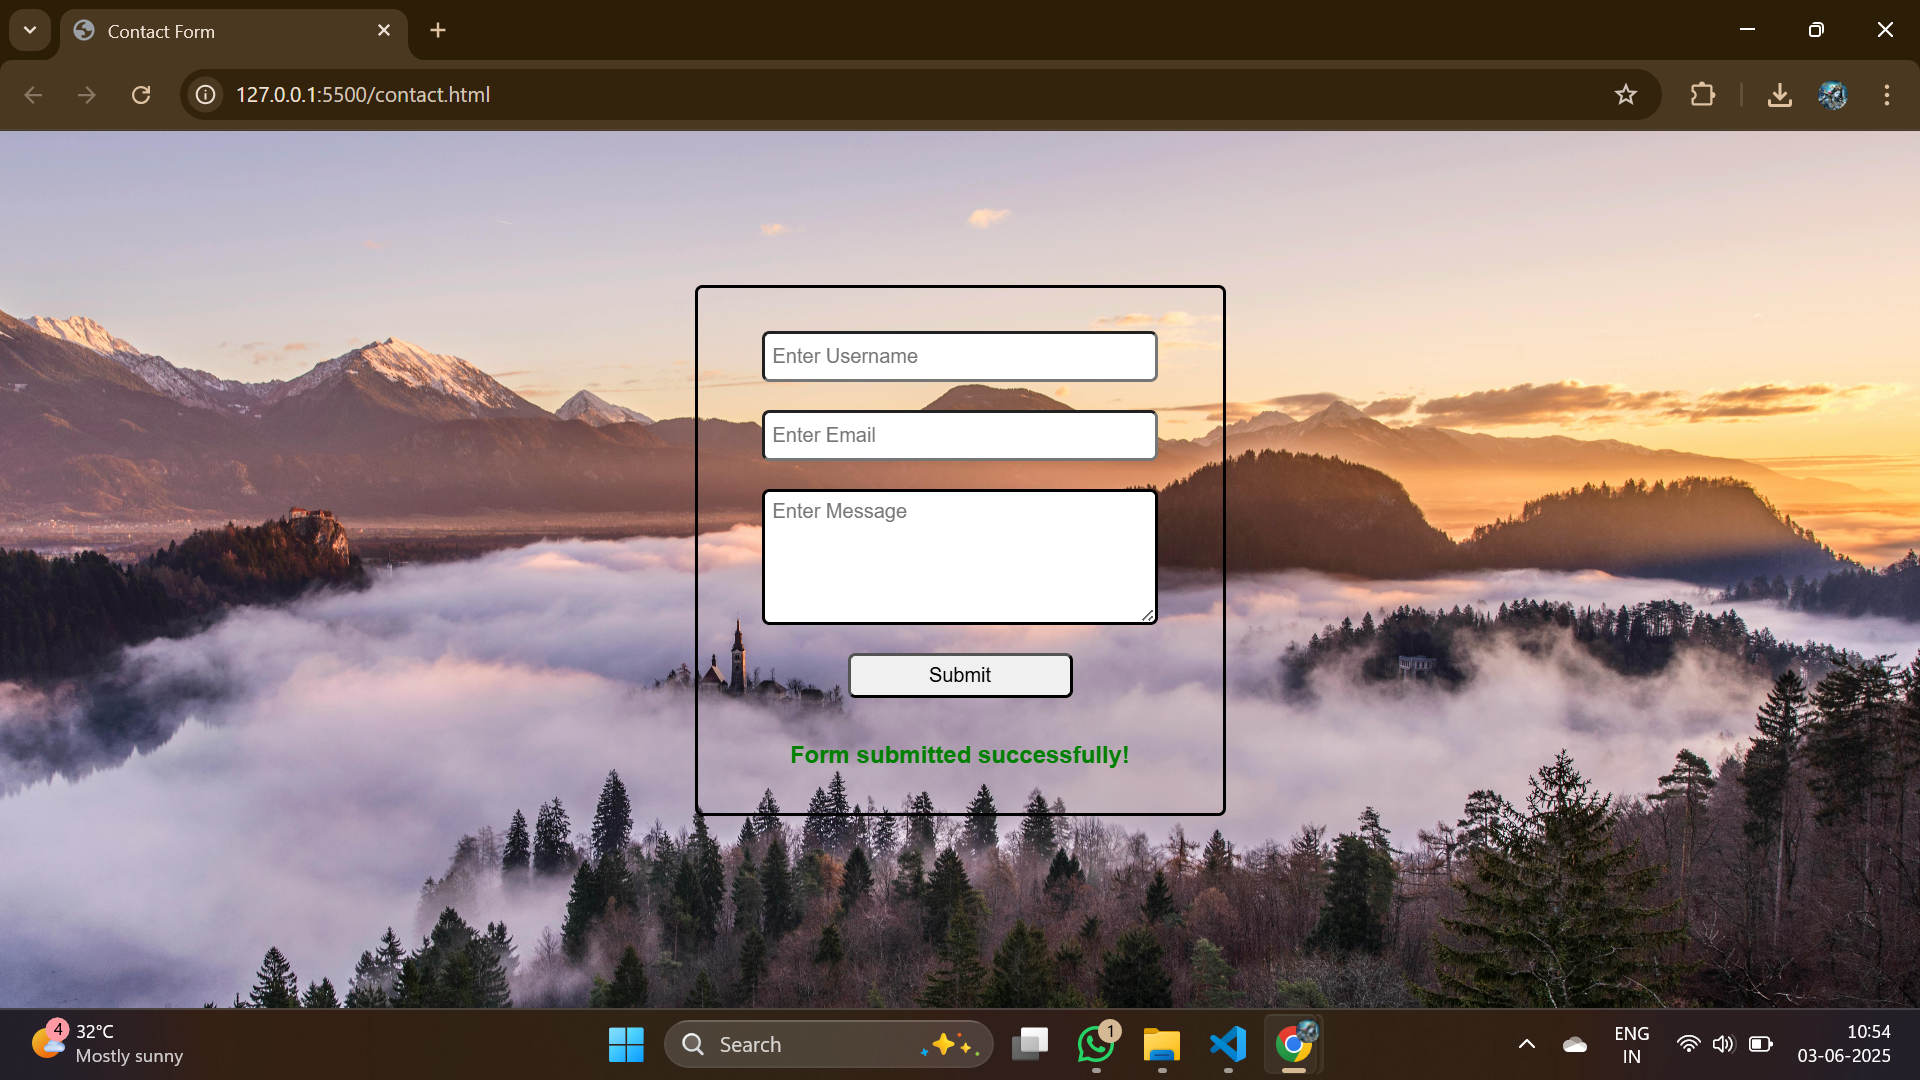 Contact Form
127.0.0.1:5500/contact.html
Enter Username
Enter Email
Enter Message
Submit
Form submitted successfully!
4
32°C
Mostly sunny
Search
1
ENG
IN
10:54
03-06-2025